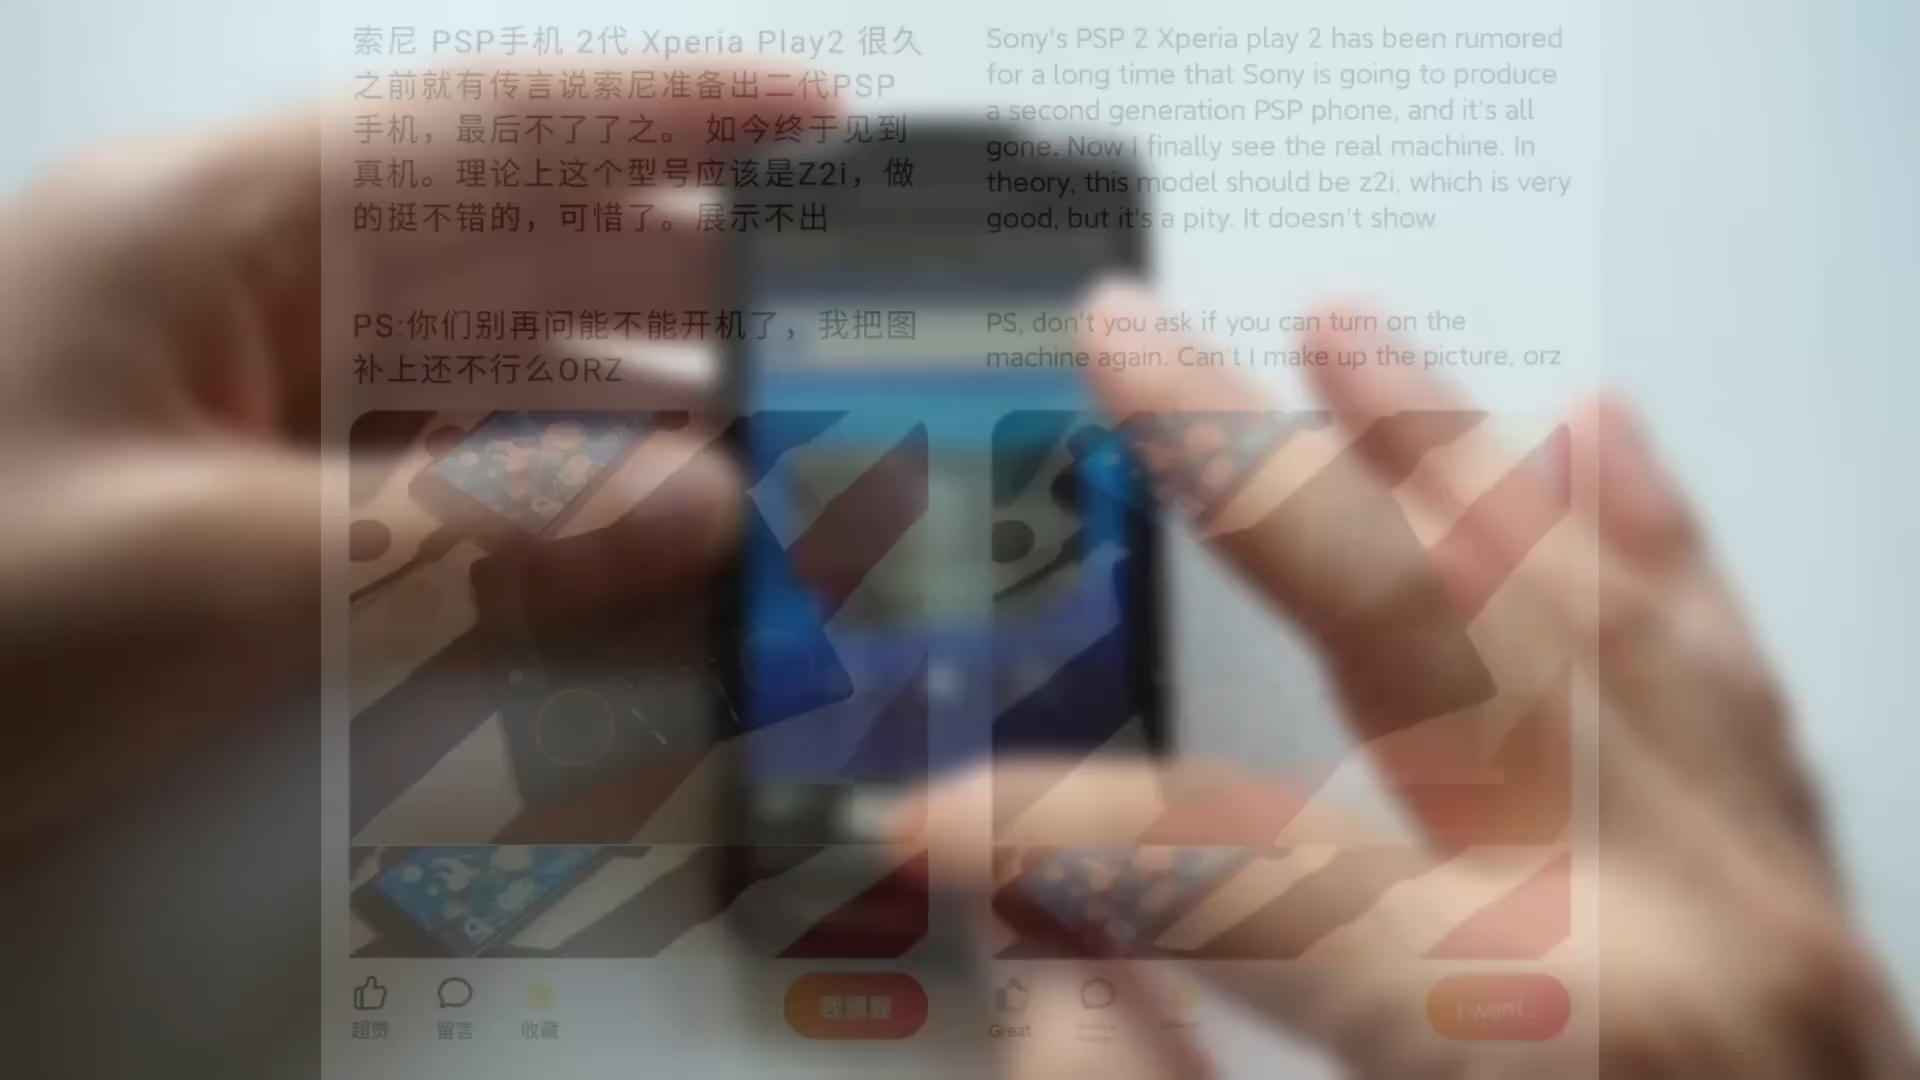 索尼 PSP手机 2代 Xperia Play2 很久
之前就有传言说索尼准备出二代PSP
手机，最后不了了之。 如今终于见到
真机。理论上这个型号应该是Z2i，做
的挺不错的，可惜了。展示不出
PS:你们别再问能不能开机了，我把图
补上还不行么ORZ
超赞
留言
收藏
我想要
Sony's PSP 2 Xperia play 2 has been rumored
for a long time that Sony is going to produce
a second generation PSP phone, and it's all
gone. Now I finally see the real machine. In
theory, this model should be z2i, which is very
good, but it's a pity. It doesn't show
PS, don't you ask if you can turn on the
machine again. Can't I make up the picture, orz
Great
I want...